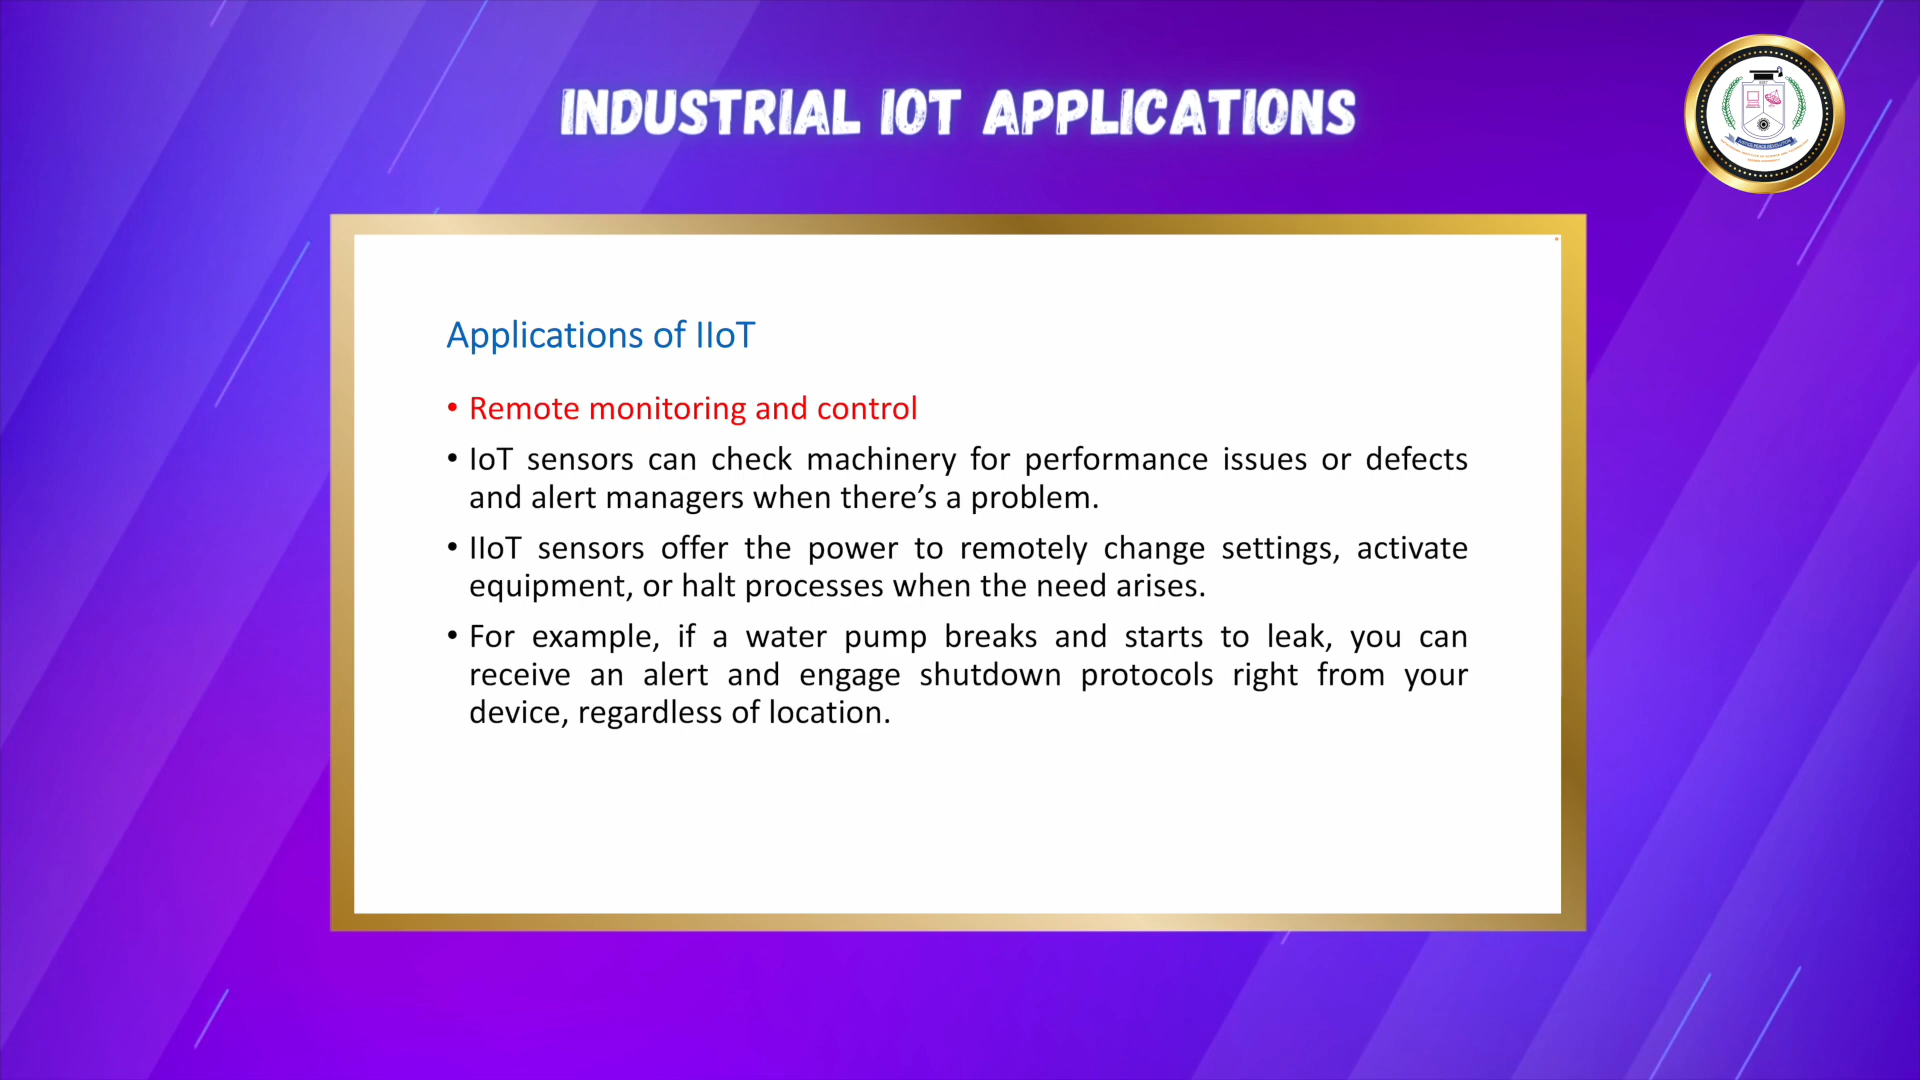 INDUSTRIAL IOT APPLICATIONS
Applications of IIoT
• Remote monitoring and control
• IoT sensors can check machinery for performance issues or defects
and alert managers when there’s a problem.
• IIoT sensors offer the power to remotely change settings, activate
equipment, or halt processes when the need arises.
• For example, if a water pump breaks and starts to leak, you can
receive an alert and engage shutdown protocols right from your
device, regardless of location.